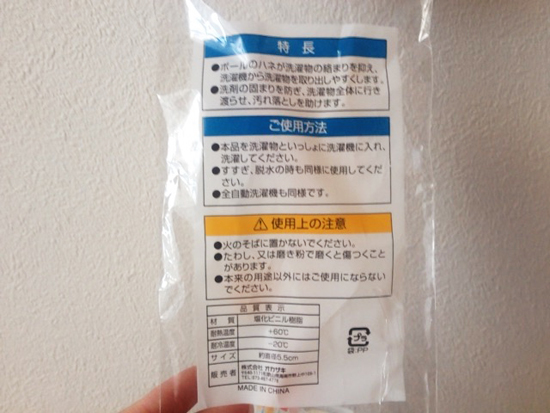 特長
●ボールのハネが洗濯物の絡まりを抑え、
洗濯機から洗濯物を取り出しやすくします。
●洗剤の固まりを防ぎ、洗濯物全体に行き
渡らせ、汚れ落としを助けます。
ご使用方法
●本品を洗濯物といっしょに洗濯機に入れ、
洗濯してください。
●すすぎ、脱水の時も同様に使用してくだ
さい。
●全自動洗濯機も同様です。
使用上の注意
●火のそばに置かないでください。
●たわし、又は磨き粉で磨くと傷つくこと
があります。
●本来の用途以外にはご使用にならない
でください。
品質表示
材質 塩化ビニル樹脂
耐熱温度 +60℃
耐冷温度 -20℃
サイズ 約直径5.5cm
販売者 株式会社 オカザキ
MADE IN CHINA
プラ
袋:PP